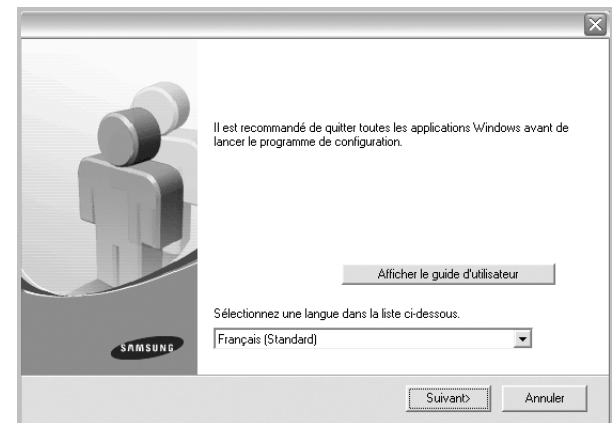 Il est recommandé de quitter toutes les applications Windows avant de
lancer le programme de configuration.
Afficher le guide d'utilisateur
Sélectionnez une langue dans la liste ci-dessous.
Français (Standard)
SAMSUNG
Suivant>
Annuler